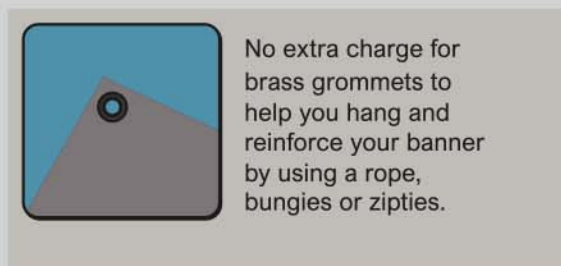 No extra charge for
brass grommets to
help you hang and
reinforce your banner
by using a rope,
bungies or zipties.